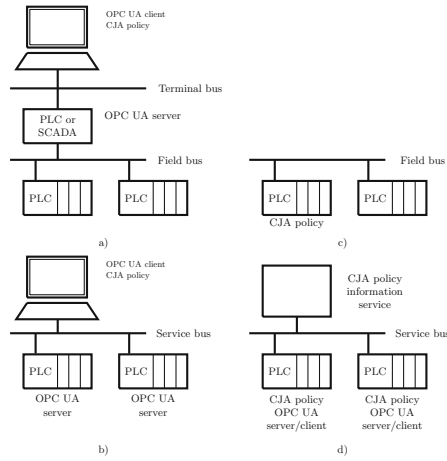 OPC UA client
CJA policy
Terminal bus
PLC or
SCADA
OPC UA server
Field bus
PLC
PLC
a)
Field bus
PLC
PLC
CJA policy
c)
OPC UA client
CJA policy
Service bus
PLC
PLC
OPC UA
server
OPC UA
server
b)
CJA policy
information
service
Service bus
PLC
PLC
CJA policy
OPC UA
server/client
CJA policy
OPC UA
server/client
d)